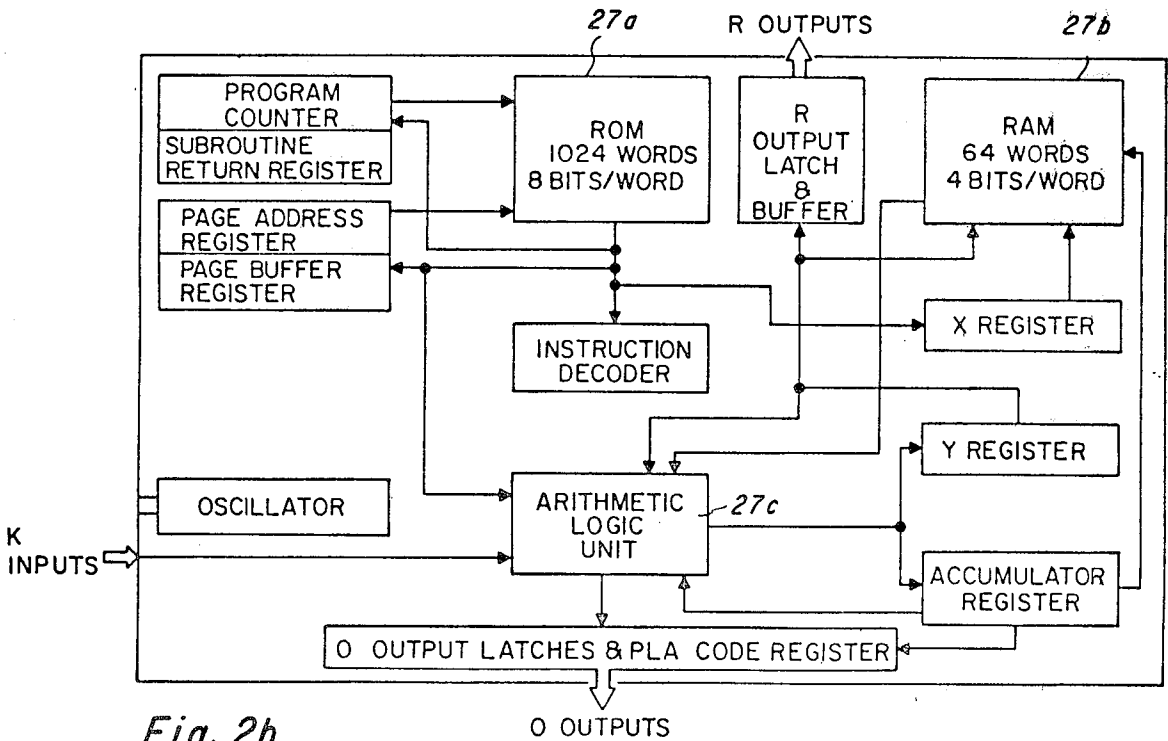 R OUTPUTS
27a
27b
PROGRAM
COUNTER
SUBROUTINE
RETURN REGISTER
ROM
1024 WORDS
8 BITS/WORD
R
OUTPUT
LATCH
&
BUFFER
RAM
64 WORDS
4 BITS/WORD
PAGE ADDRESS
REGISTER
PAGE BUFFER
REGISTER
INSTRUCTION
DECODER
X REGISTER
Y REGISTER
OSCILLATOR
K
INPUTS
ARITHMETIC
LOGIC
UNIT
27c
ACCUMULATOR
REGISTER
O OUTPUT LATCHES & PLA CODE REGISTER
Fig. 2b
O OUTPUTS